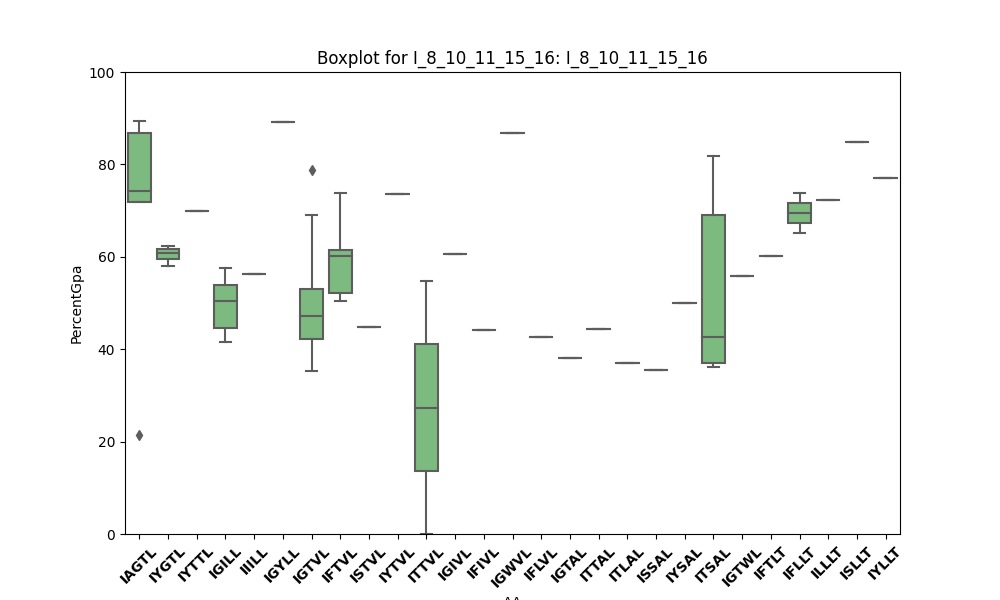 Boxplot for I_8_10_11_15_16: I_8_10_11_15_16
100
80
60
40
20
0
PercentGpa
IAGTL
IYGTL
IYTTL
IGILL
IIILL
IGYLL
IGTVL
IFTVL
ISTVL
IYTVL
ITTVL
IGIVL
IFIVL
IGWVL
IFLVL
IGTAL
ITTAL
ITLAL
ISSAL
IYSAL
ITSAL
IGTWL
IFTLT
IFLLT
ILLLT
ISLLT
IYLLT